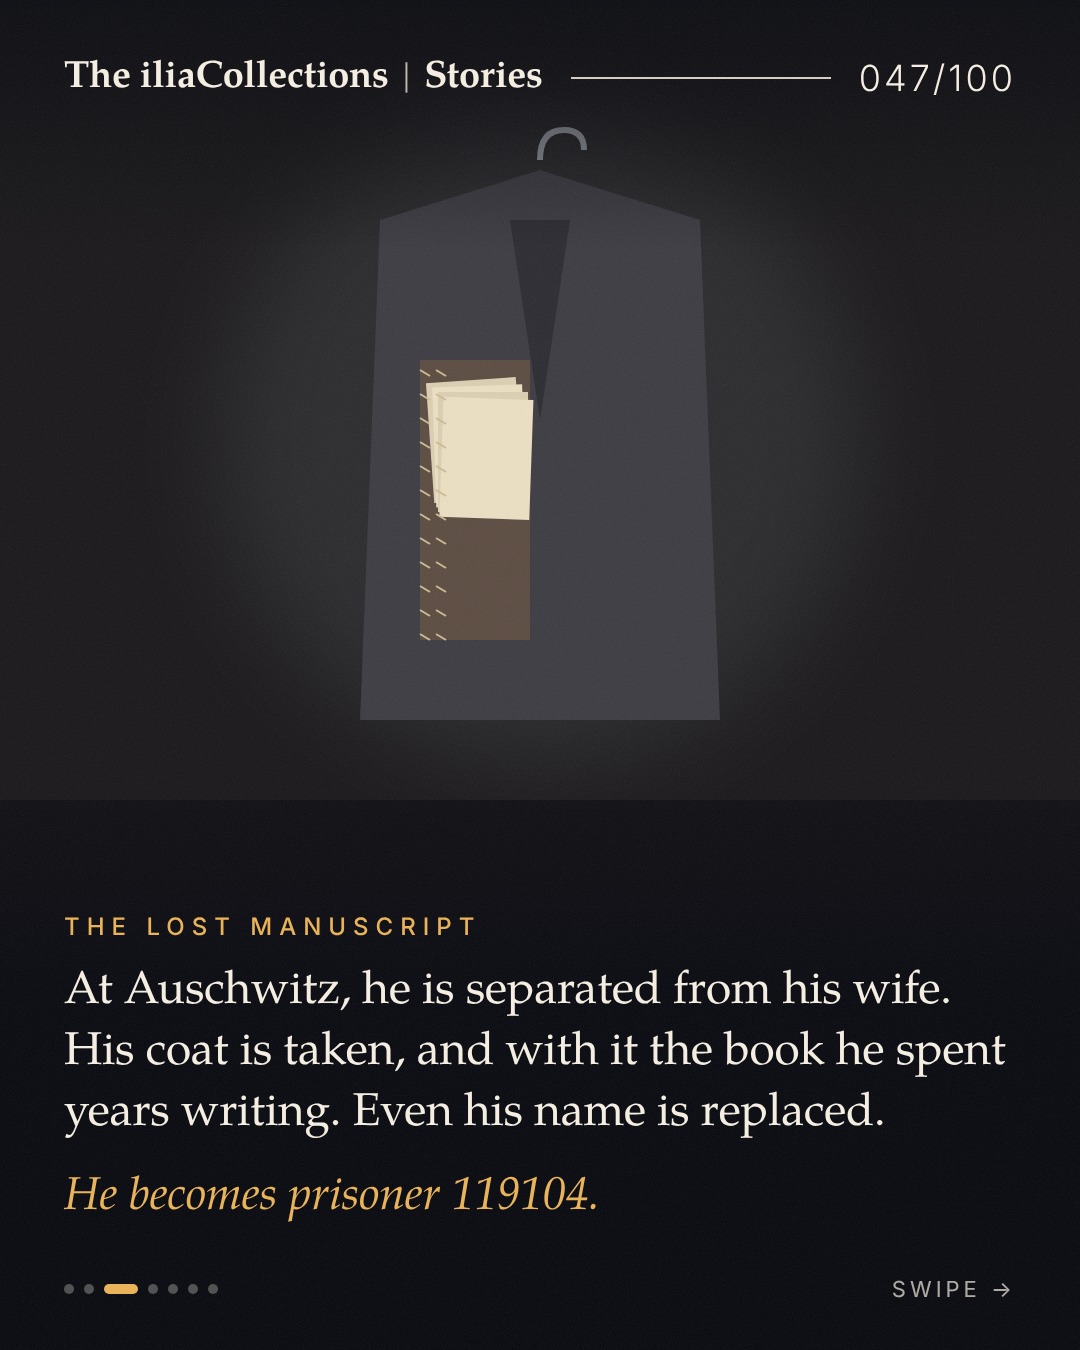 The iliaCollections | Stories 047/100
THE LOST MANUSCRIPT
At Auschwitz, he is separated from his wife.
His coat is taken, and with it the book he spent
years writing. Even his name is replaced.
He becomes prisoner 119104.
SWIPE →